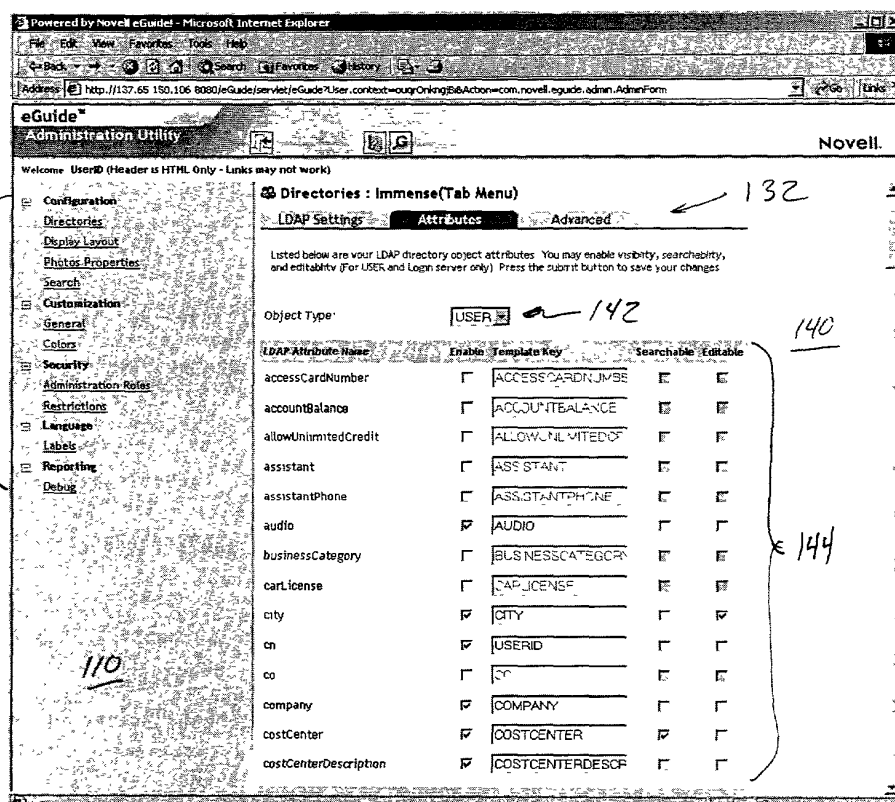 Powered by Novell eGuide! - Microsoft Internet Explorer
File Edit View Favorites Tools Help
Back Search Favorites History
Address http://137.65 150.106 8080/eGuide/servlet/eGuide?User.context=ouqrOnkngjBi&Action=com.novell.eguide.admin.AdminForm Go Links
eGuide™
Administration Utility
Novell.
Welcome UserID (Header is HTML Only - Links may not work)
Configuration
Directories
Display Layout
Photos Properties
Search
Customization
General
Colors
Security
Administration Roles
Restrictions
Language
Labels
Reporting
Debug
110
Directories : Immense(Tab Menu)
132
LDAP Settings Attributes Advanced
Listed below are your LDAP directory object attributes You may enable visibility, searchability,
and editability (For USER and Login server only) Press the submit button to save your changes
Object Type: USER 142
140
LDAP Attribute Name Enable Template Key Searchable Editable
accessCardNumber ACCESSCARDNUMBE
accountBalance ACCOUNTBALANCE
allowUnlimitedCredit ALLOWUNLIMITEDCF
assistant ASSISTANT
assistantPhone ASSISTANTPHONE
audio AUDIO
businessCategory BUSINESSCATEGORY
144
carLicense CARLICENSE
city CITY
cn USERID
co CO
company COMPANY
costCenter COSTCENTER
costCenterDescription COSTCENTERDESCR